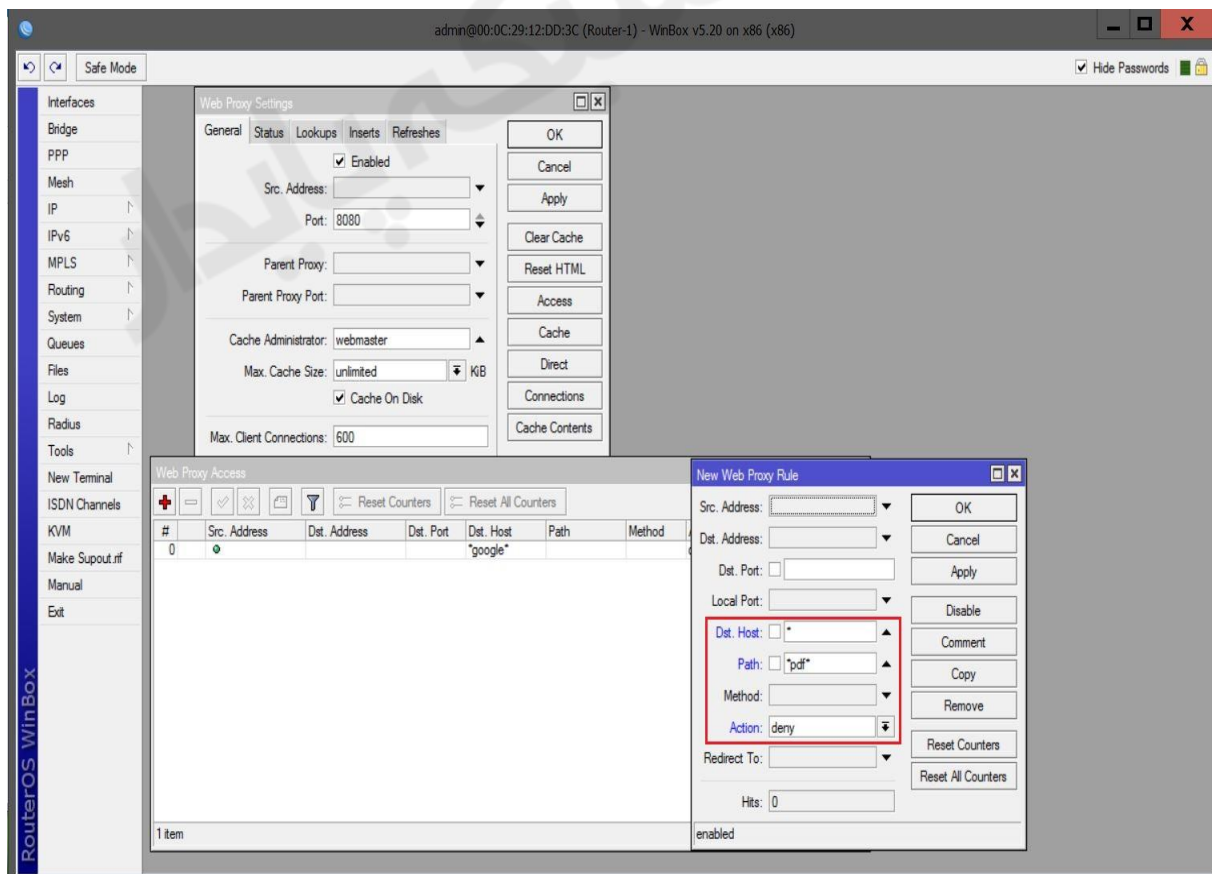 admin@00:0C:29:12:DD:3C (Router-1) - WinBox v5.20 on x86 (x86)
Safe Mode
Hide Passwords
Interfaces
Bridge
PPP
Mesh
IP
IPv6
MPLS
Routing
System
Queues
Files
Log
Radius
Tools
New Terminal
ISDN Channels
KVM
Make Supout.rif
Manual
Exit
RouterOS WinBox
Web Proxy Settings
General Status Lookups Inserts Refreshes
Enabled
Src. Address:
Port: 8080
Parent Proxy:
Parent Proxy Port:
Cache Administrator: webmaster
Max. Cache Size: unlimited KiB
Cache On Disk
Max. Client Connections: 600
OK
Cancel
Apply
Clear Cache
Reset HTML
Access
Cache
Direct
Connections
Cache Contents
Web Proxy Access
Reset Counters Reset All Counters
# Src. Address Dst. Address Dst. Port Dst. Host Path Method
0 *google*
1 item
New Web Proxy Rule
Src. Address:
Dst. Address:
Dst. Port:
Local Port:
Dst. Host: *
Path: *pdf*
Method:
Action: deny
Redirect To:
Hits: 0
enabled
OK
Cancel
Apply
Disable
Comment
Copy
Remove
Reset Counters
Reset All Counters